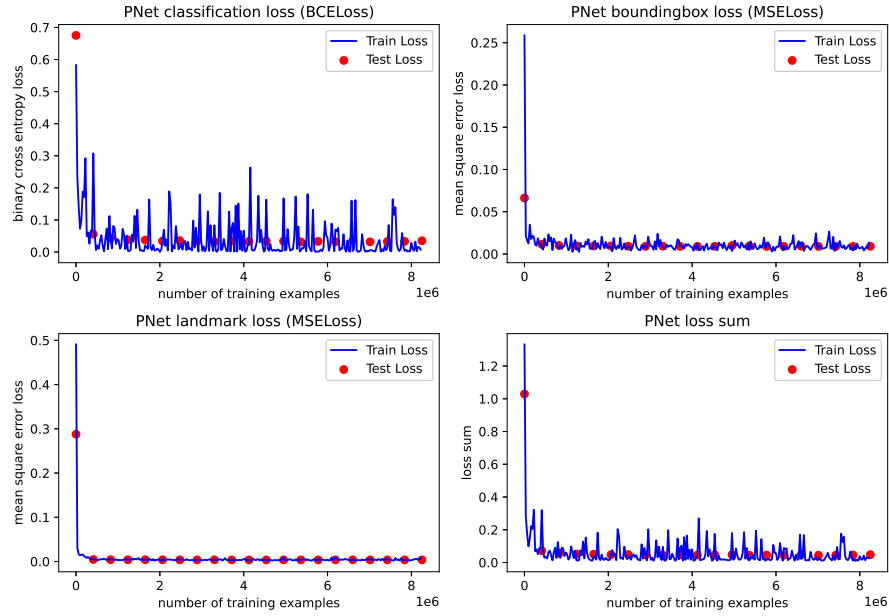 PNet classification loss (BCELoss)
binary cross entropy loss
0.7
0.6
0.5
0.4
0.3
0.2
0.1
0.0
Train Loss
Test Loss
0 2 4 6 8
1e6
number of training examples
PNet boundingbox loss (MSELoss)
mean square error loss
0.25
0.20
0.15
0.10
0.05
0.00
Train Loss
Test Loss
0 2 4 6 8
1e6
number of training examples
PNet landmark loss (MSELoss)
mean square error loss
0.5
0.4
0.3
0.2
0.1
0.0
Train Loss
Test Loss
0 2 4 6 8
1e6
number of training examples
PNet loss sum
loss sum
1.2
1.0
0.8
0.6
0.4
0.2
0.0
Train Loss
Test Loss
0 2 4 6 8
1e6
number of training examples